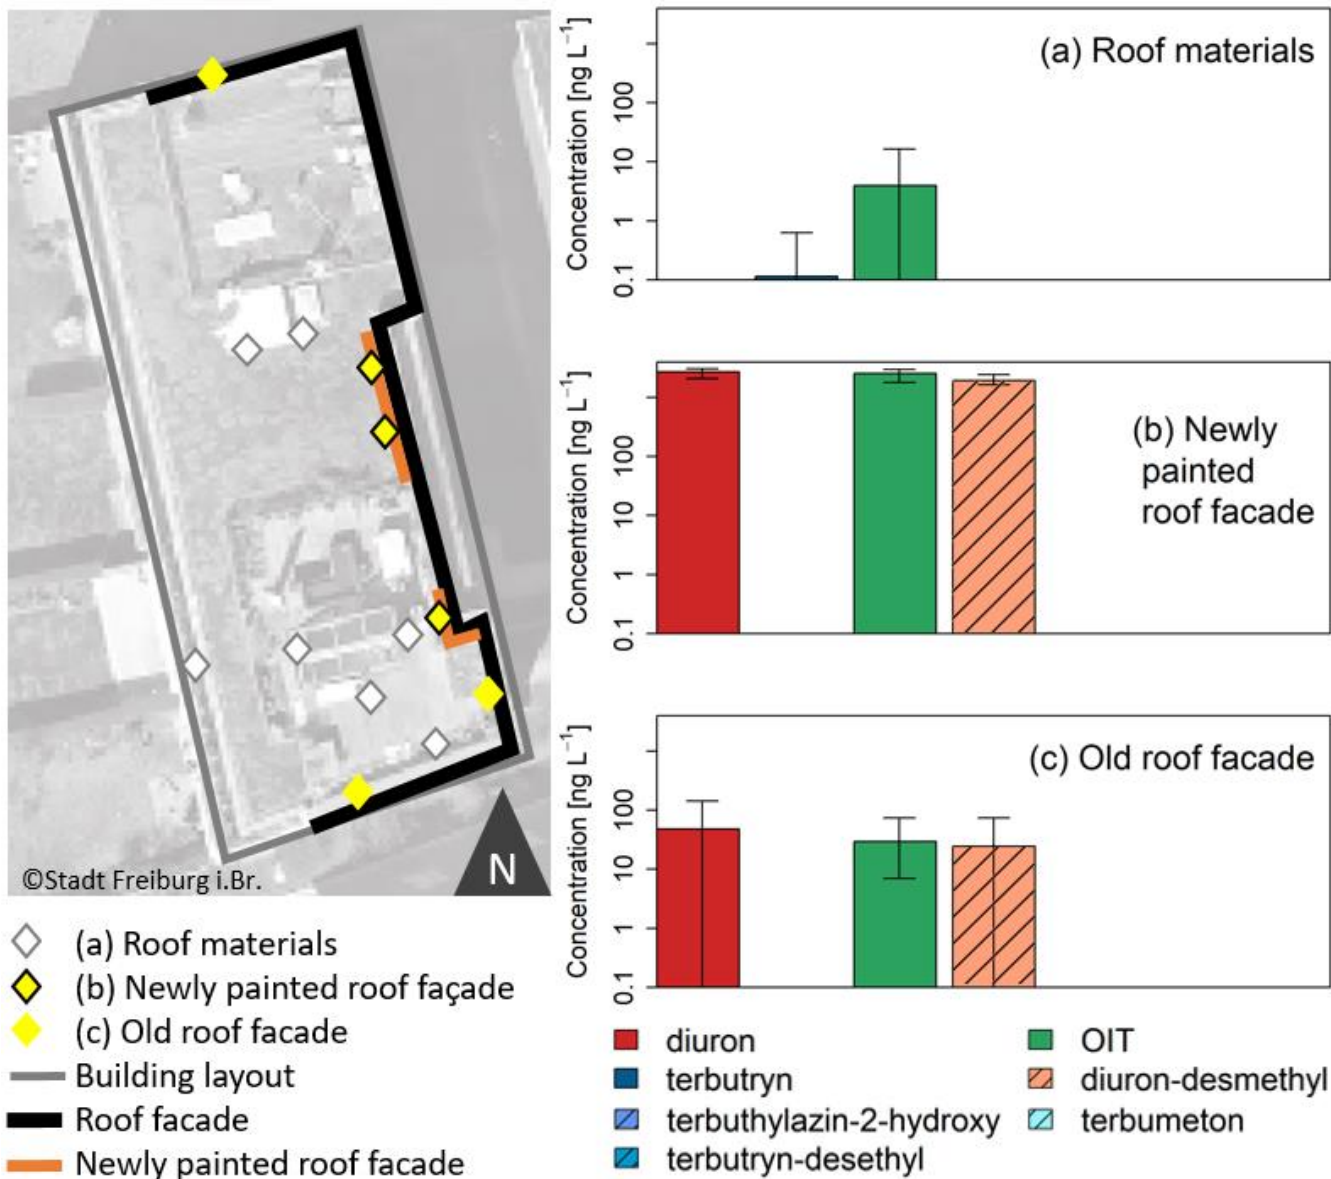 ©Stadt Freiburg i.Br.
N
(a) Roof materials
(b) Newly painted roof façade
(c) Old roof facade
Building layout
Roof facade
Newly painted roof facade
Concentration [ng L⁻¹]
100
10
1
0.1
(a) Roof materials
Concentration [ng L⁻¹]
100
10
1
0.1
(b) Newly
painted
roof facade
Concentration [ng L⁻¹]
100
10
1
0.1
(c) Old roof facade
diuron
terbutryn
terbuthylazin-2-hydroxy
terbutryn-desethyl
OIT
diuron-desmethyl
terbumeton